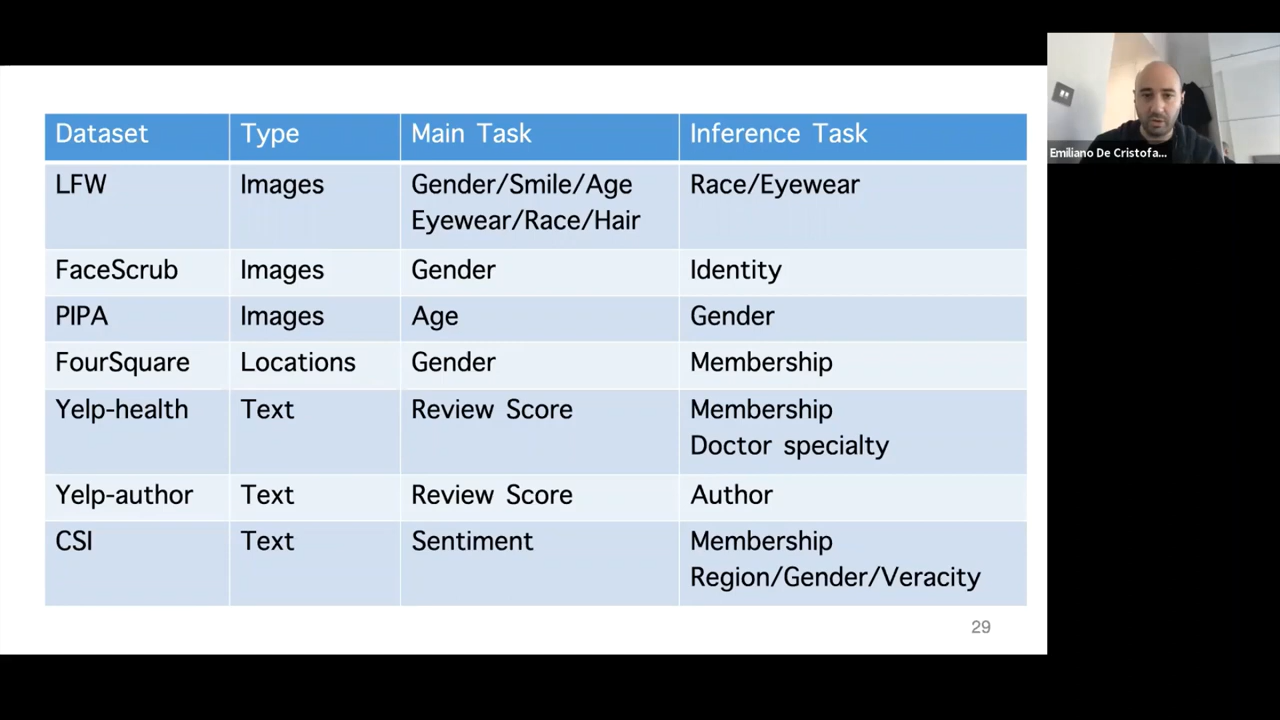 Dataset Type Main Task Inference Task
LFW Images Gender/Smile/Age Race/Eyewear
Eyewear/Race/Hair
FaceScrub Images Gender Identity
PIPA Images Age Gender
FourSquare Locations Gender Membership
Yelp-health Text Review Score Membership
Doctor specialty
Yelp-author Text Review Score Author
CSI Text Sentiment Membership
Region/Gender/Veracity
29
Emiliano De Cristofa...